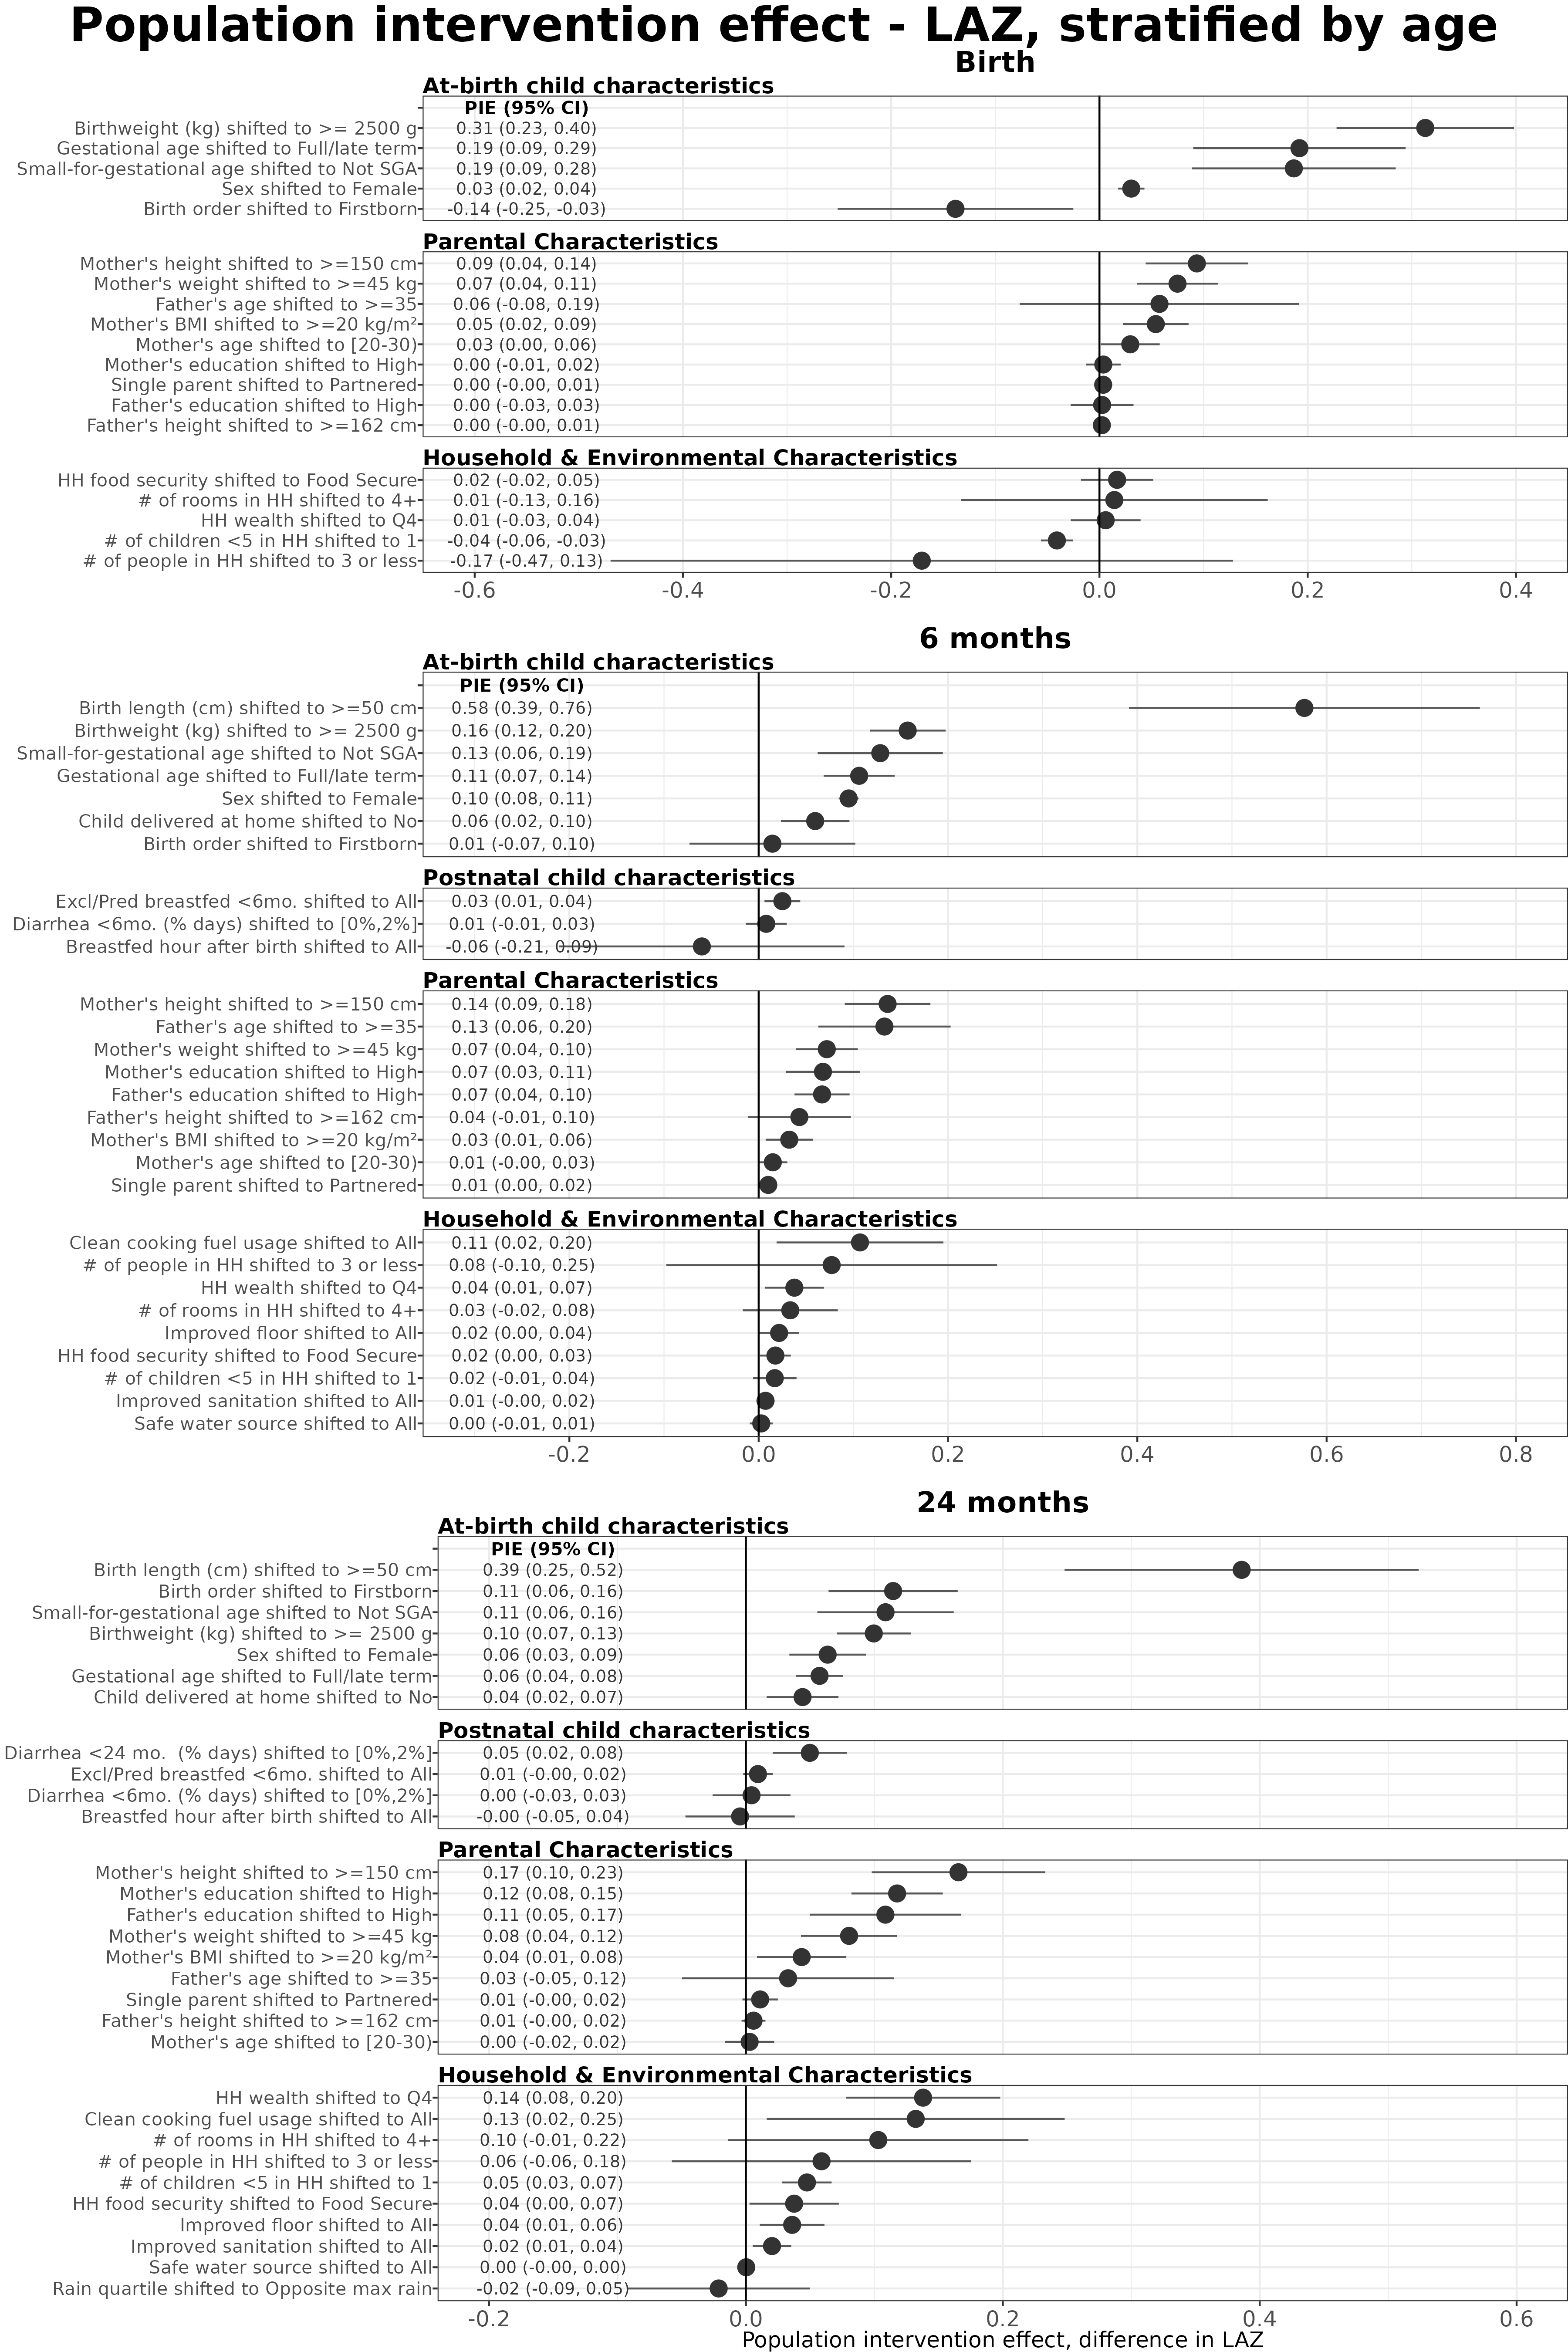 Population intervention effect - LAZ, stratified by age
Birth
At-birth child characteristics
PIE (95% CI)
Birthweight (kg) shifted to >= 2500 g 0.31 (0.23, 0.40)
Gestational age shifted to Full/late term 0.19 (0.09, 0.29)
Small-for-gestational age shifted to Not SGA 0.19 (0.09, 0.28)
Sex shifted to Female 0.03 (0.02, 0.04)
Birth order shifted to Firstborn -0.14 (-0.25, -0.03)
Parental Characteristics
Mother's height shifted to >=150 cm 0.09 (0.04, 0.14)
Mother's weight shifted to >=45 kg 0.07 (0.04, 0.11)
Father's age shifted to >=35 0.06 (-0.08, 0.19)
Mother's BMI shifted to >=20 kg/m² 0.05 (0.02, 0.09)
Mother's age shifted to [20-30) 0.03 (0.00, 0.06)
Mother's education shifted to High 0.00 (-0.01, 0.02)
Single parent shifted to Partnered 0.00 (-0.00, 0.01)
Father's education shifted to High 0.00 (-0.03, 0.03)
Father's height shifted to >=162 cm 0.00 (-0.00, 0.01)
Household & Environmental Characteristics
HH food security shifted to Food Secure 0.02 (-0.02, 0.05)
# of rooms in HH shifted to 4+ 0.01 (-0.13, 0.16)
HH wealth shifted to Q4 0.01 (-0.03, 0.04)
# of children <5 in HH shifted to 1 -0.04 (-0.06, -0.03)
# of people in HH shifted to 3 or less -0.17 (-0.47, 0.13)
-0.6 -0.4 -0.2 0.0 0.2 0.4
6 months
At-birth child characteristics
PIE (95% CI)
Birth length (cm) shifted to >=50 cm 0.58 (0.39, 0.76)
Birthweight (kg) shifted to >= 2500 g 0.16 (0.12, 0.20)
Small-for-gestational age shifted to Not SGA 0.13 (0.06, 0.19)
Gestational age shifted to Full/late term 0.11 (0.07, 0.14)
Sex shifted to Female 0.10 (0.08, 0.11)
Child delivered at home shifted to No 0.06 (0.02, 0.10)
Birth order shifted to Firstborn 0.01 (-0.07, 0.10)
Postnatal child characteristics
Excl/Pred breastfed <6mo. shifted to All 0.03 (0.01, 0.04)
Diarrhea <6mo. (% days) shifted to [0%,2%] 0.01 (-0.01, 0.03)
Breastfed hour after birth shifted to All -0.06 (-0.21, 0.09)
Parental Characteristics
Mother's height shifted to >=150 cm 0.14 (0.09, 0.18)
Father's age shifted to >=35 0.13 (0.06, 0.20)
Mother's weight shifted to >=45 kg 0.07 (0.04, 0.10)
Mother's education shifted to High 0.07 (0.03, 0.11)
Father's education shifted to High 0.07 (0.04, 0.10)
Father's height shifted to >=162 cm 0.04 (-0.01, 0.10)
Mother's BMI shifted to >=20 kg/m² 0.03 (0.01, 0.06)
Mother's age shifted to [20-30) 0.01 (-0.00, 0.03)
Single parent shifted to Partnered 0.01 (0.00, 0.02)
Household & Environmental Characteristics
Clean cooking fuel usage shifted to All 0.11 (0.02, 0.20)
# of people in HH shifted to 3 or less 0.08 (-0.10, 0.25)
HH wealth shifted to Q4 0.04 (0.01, 0.07)
# of rooms in HH shifted to 4+ 0.03 (-0.02, 0.08)
Improved floor shifted to All 0.02 (0.00, 0.04)
HH food security shifted to Food Secure 0.02 (0.00, 0.03)
# of children <5 in HH shifted to 1 0.02 (-0.01, 0.04)
Improved sanitation shifted to All 0.01 (-0.00, 0.02)
Safe water source shifted to All 0.00 (-0.01, 0.01)
-0.2 0.0 0.2 0.4 0.6 0.8
24 months
At-birth child characteristics
PIE (95% CI)
Birth length (cm) shifted to >=50 cm 0.39 (0.25, 0.52)
Birth order shifted to Firstborn 0.11 (0.06, 0.16)
Small-for-gestational age shifted to Not SGA 0.11 (0.06, 0.16)
Birthweight (kg) shifted to >= 2500 g 0.10 (0.07, 0.13)
Sex shifted to Female 0.06 (0.03, 0.09)
Gestational age shifted to Full/late term 0.06 (0.04, 0.08)
Child delivered at home shifted to No 0.04 (0.02, 0.07)
Postnatal child characteristics
Diarrhea <24 mo.  (% days) shifted to [0%,2%] 0.05 (0.02, 0.08)
Excl/Pred breastfed <6mo. shifted to All 0.01 (-0.00, 0.02)
Diarrhea <6mo. (% days) shifted to [0%,2%] 0.00 (-0.03, 0.03)
Breastfed hour after birth shifted to All -0.00 (-0.05, 0.04)
Parental Characteristics
Mother's height shifted to >=150 cm 0.17 (0.10, 0.23)
Mother's education shifted to High 0.12 (0.08, 0.15)
Father's education shifted to High 0.11 (0.05, 0.17)
Mother's weight shifted to >=45 kg 0.08 (0.04, 0.12)
Mother's BMI shifted to >=20 kg/m² 0.04 (0.01, 0.08)
Father's age shifted to >=35 0.03 (-0.05, 0.12)
Single parent shifted to Partnered 0.01 (-0.00, 0.02)
Father's height shifted to >=162 cm 0.01 (-0.00, 0.02)
Mother's age shifted to [20-30) 0.00 (-0.02, 0.02)
Household & Environmental Characteristics
HH wealth shifted to Q4 0.14 (0.08, 0.20)
Clean cooking fuel usage shifted to All 0.13 (0.02, 0.25)
# of rooms in HH shifted to 4+ 0.10 (-0.01, 0.22)
# of people in HH shifted to 3 or less 0.06 (-0.06, 0.18)
# of children <5 in HH shifted to 1 0.05 (0.03, 0.07)
HH food security shifted to Food Secure 0.04 (0.00, 0.07)
Improved floor shifted to All 0.04 (0.01, 0.06)
Improved sanitation shifted to All 0.02 (0.01, 0.04)
Safe water source shifted to All 0.00 (-0.00, 0.00)
Rain quartile shifted to Opposite max rain -0.02 (-0.09, 0.05)
-0.2 0.0 0.2 0.4 0.6
Population intervention effect, difference in LAZ